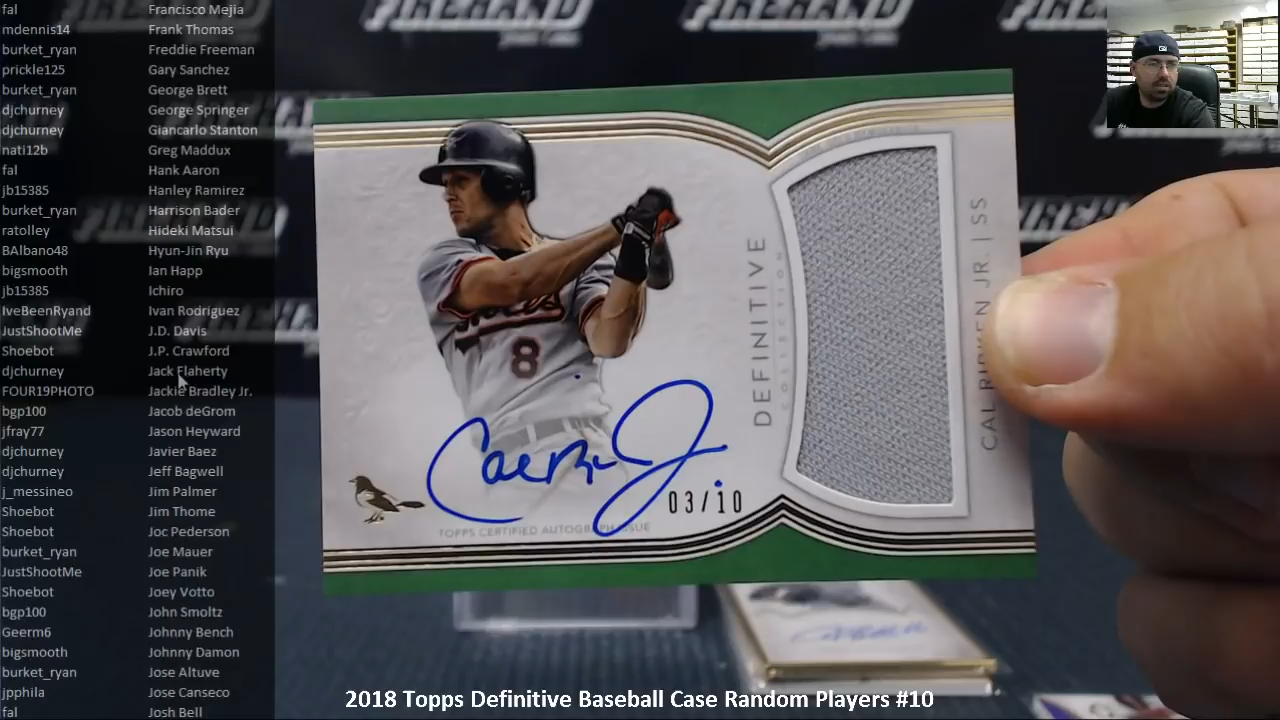 fal Francisco Mejia
mdennis14 Frank Thomas
burket_ryan Freddie Freeman
prickle125 Gary Sanchez
burket_ryan George Brett
djchurney George Springer
djchurney Giancarlo Stanton
nati12b Greg Maddux
fal Hank Aaron
jb15385 Hanley Ramirez
burket_ryan Harrison Bader
ratolley Hideki Matsui
BAlbano48 Hyun-Jin Ryu
bigsmooth Ian Happ
jb15385 Ichiro
IveBeenRyand Ivan Rodriguez
JustShootMe J.D. Davis
Shoebot J.P. Crawford
djchurney Jack Flaherty
FOUR19PHOTO Jackie Bradley Jr.
bgp100 Jacob deGrom
jfray77 Jason Heyward
djchurney Javier Baez
djchurney Jeff Bagwell
j_messineo Jim Palmer
Shoebot Jim Thome
Shoebot Joc Pederson
burket_ryan Joe Mauer
JustShootMe Joe Panik
Shoebot Joey Votto
bgp100 John Smoltz
Geerm6 Johnny Bench
bigsmooth Johnny Damon
burket_ryan Jose Altuve
jpphila Jose Canseco
fal Josh Bell
8
DEFINITIVE
COLLECTION
CAL RIPKEN JR. | SS
03/10
TOPPS CERTIFIED AUTOGRAPH ISSUE
2018 Topps Definitive Baseball Case Random Players #10